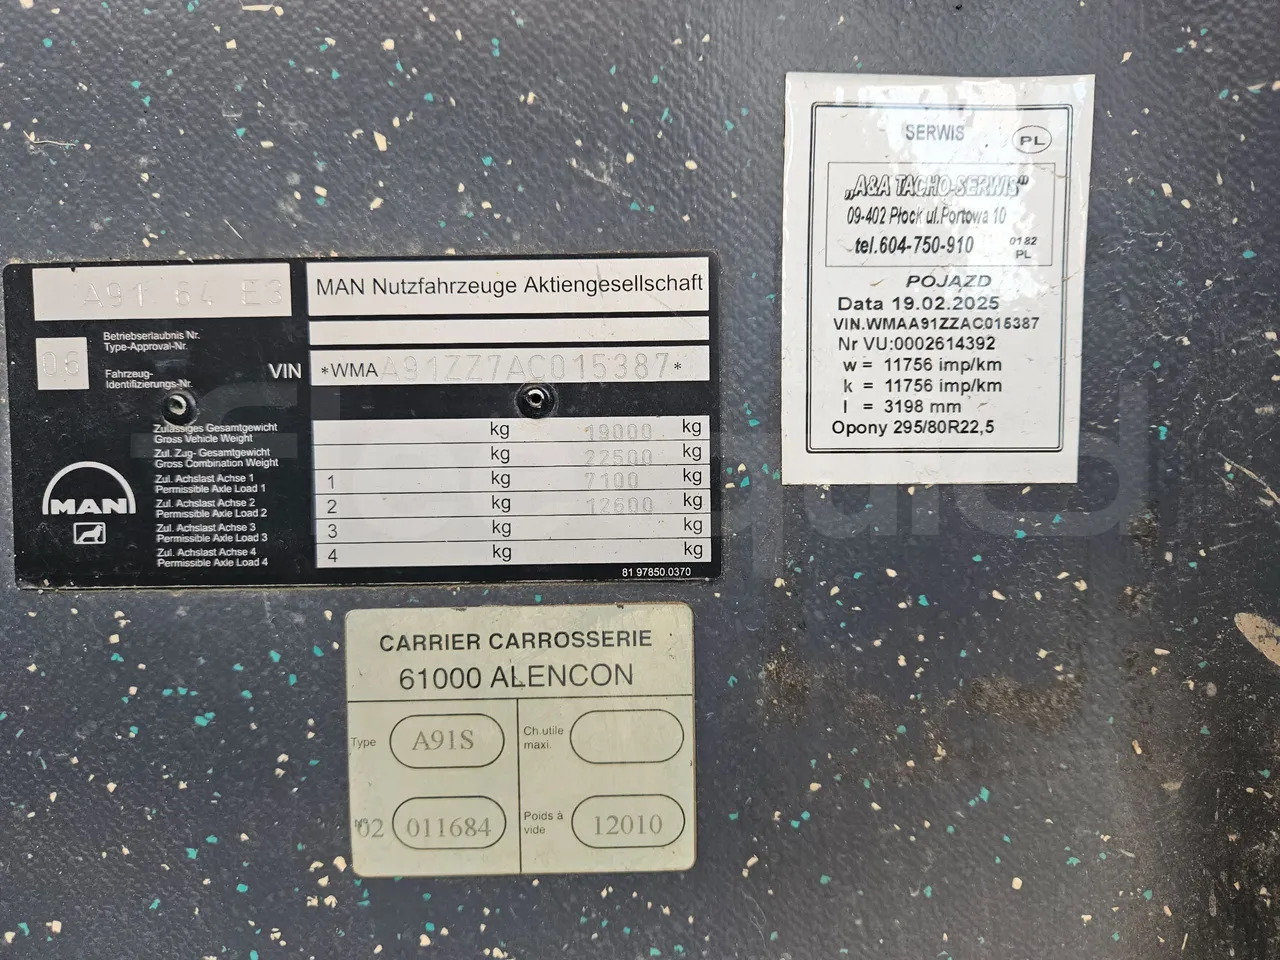 A91 64 E3
MAN Nutzfahrzeuge Aktiengesellschaft
06
Betriebserlaubnis Nr.
Type-Approval-Nr.
Fahrzeug-
Identifizierungs-Nr.
VIN
*WMAA91ZZ7AC015387*
Zulässiges Gesamtgewicht
Gross Vehicle Weight
kg 19000 kg
Zul. Zug- Gesamtgewicht
Gross Combination Weight
kg 22500 kg
Zul. Achslast Achse 1
Permissible Axle Load 1
1 kg 7100 kg
Zul. Achslast Achse 2
Permissible Axle Load 2
2 kg 12600 kg
Zul. Achslast Achse 3
Permissible Axle Load 3
3 kg kg
Zul. Achslast Achse 4
Permissible Axle Load 4
4 kg kg
MAN
81 97850.0370
CARRIER CARROSSERIE
61000 ALENCON
Type A91S
Ch.utile
maxi.
N° 02 011684
Poids à
vide
12010
SERWIS PL
„A&A TACHO-SERWIS"
09-402 Płock ul.Portowa 10
tel.604-750-910
0182
PL
POJAZD
Data 19.02.2025
VIN.WMAA91ZZAC015387
Nr VU:0002614392
w = 11756 imp/km
k = 11756 imp/km
l = 3198 mm
Opony 295/80R22,5